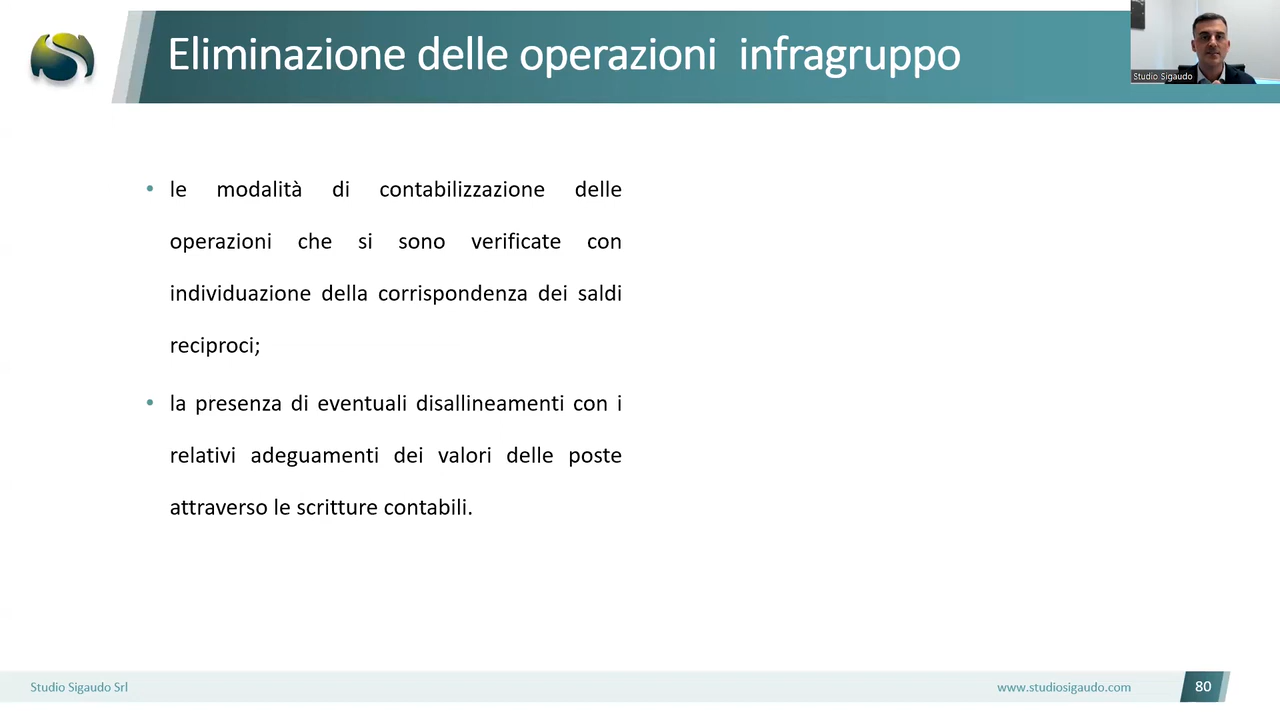 Eliminazione delle operazioni infragruppo
Studio Sigaudo
• le modalità di contabilizzazione delle
operazioni che si sono verificate con
individuazione della corrispondenza dei saldi
reciproci;
• la presenza di eventuali disallineamenti con i
relativi adeguamenti dei valori delle poste
attraverso le scritture contabili.
Studio Sigaudo Srl
www.studiosigaudo.com
80